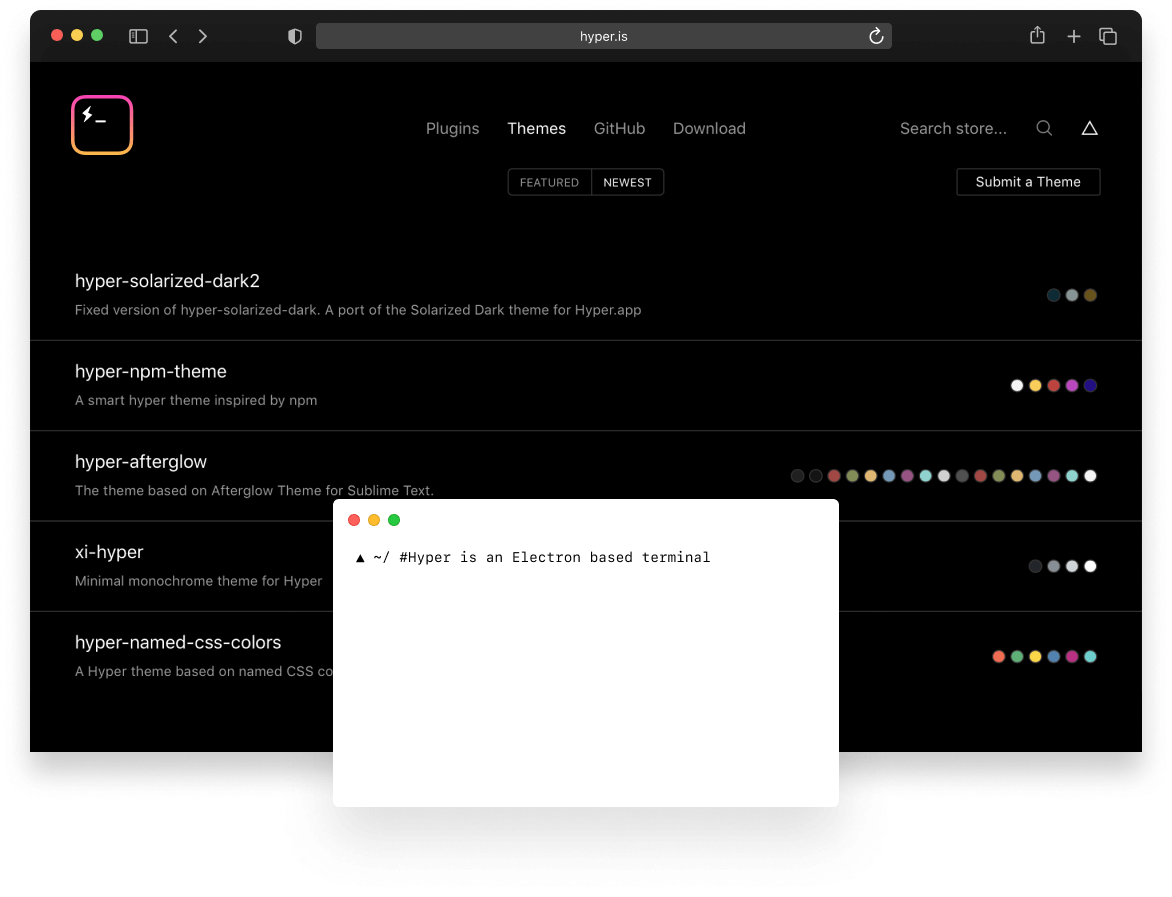 hyper.is
Plugins Themes GitHub Download Search store...
FEATURED NEWEST Submit a Theme
hyper-solarized-dark2
Fixed version of hyper-solarized-dark. A port of the Solarized Dark theme for Hyper.app
hyper-npm-theme
A smart hyper theme inspired by npm
hyper-afterglow
The theme based on Afterglow Theme for Sublime Text.
xi-hyper
Minimal monochrome theme for Hyper
hyper-named-css-colors
A Hyper theme based on named CSS co
▲ ~/ #Hyper is an Electron based terminal